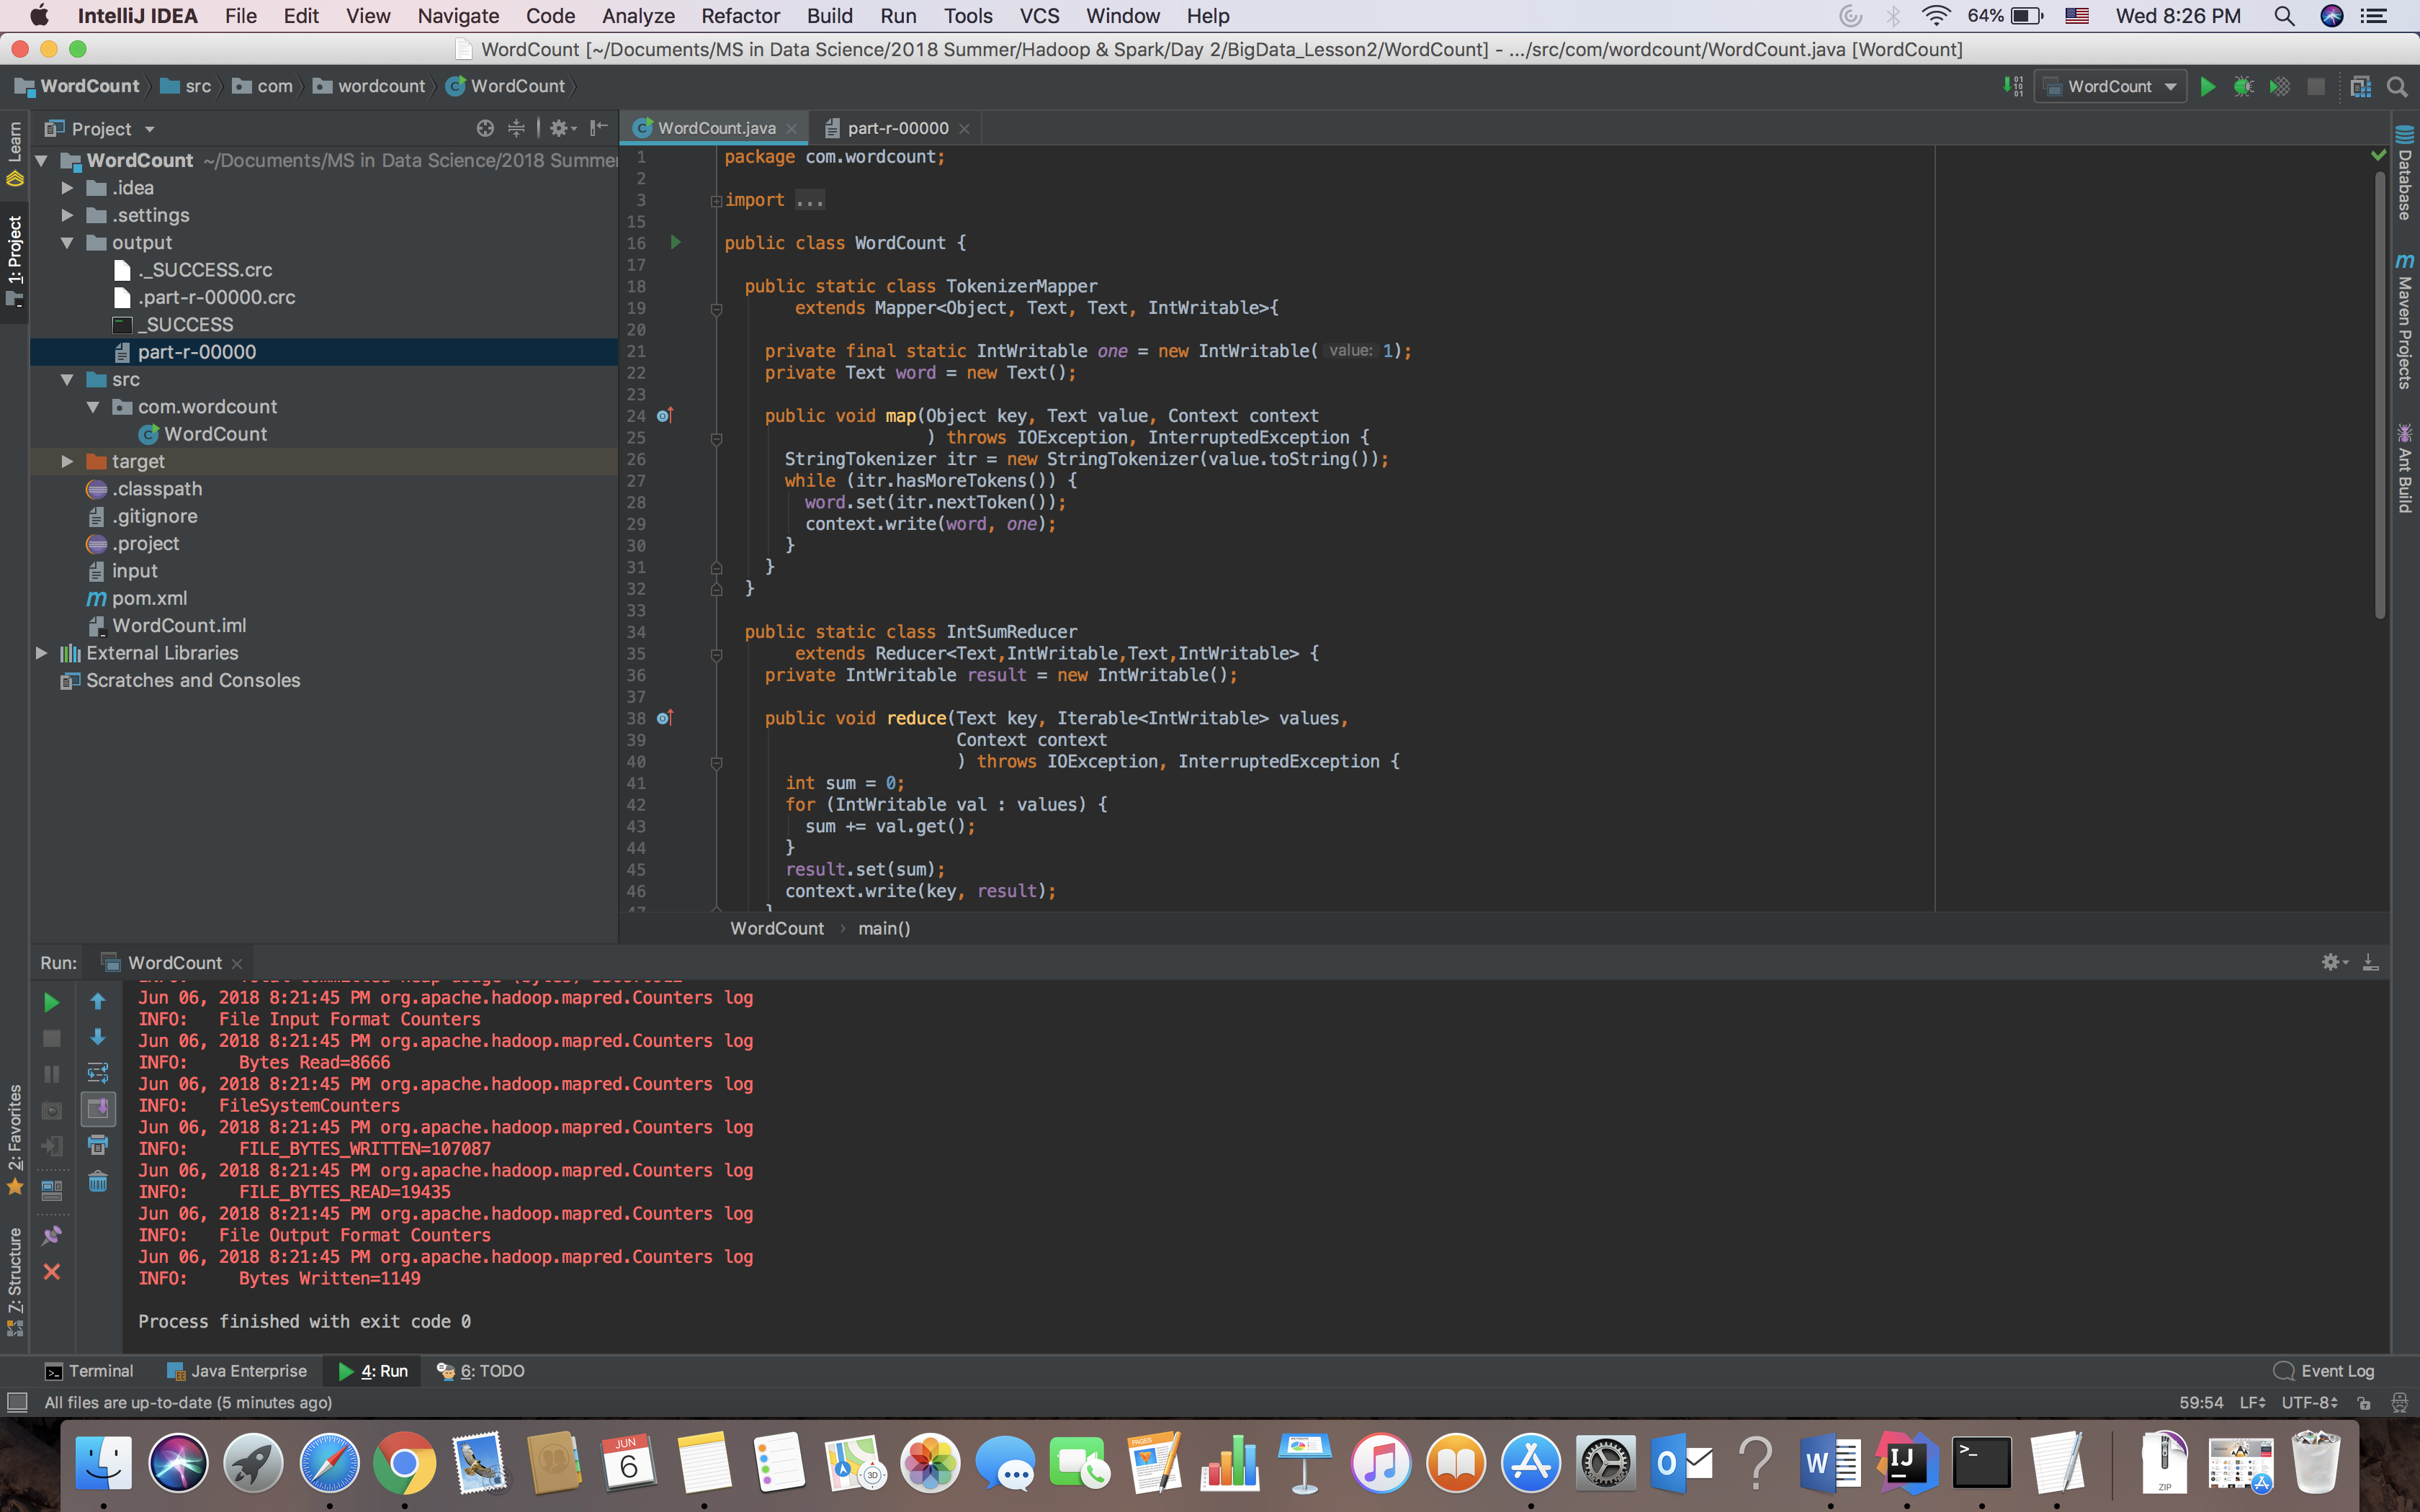 IntelliJ IDEA File Edit View Navigate Code Analyze Refactor Build Run Tools VCS Window Help 64% Wed 8:26 PM
WordCount [~/Documents/MS in Data Science/2018 Summer/Hadoop & Spark/Day 2/BigData_Lesson2/WordCount] - .../src/com/wordcount/WordCount.java [WordCount]
WordCount src com wordcount WordCount WordCount
Learn
1: Project
2: Favorites
7: Structure
Project
WordCount ~/Documents/MS in Data Science/2018 Summe
.idea
.settings
output
._SUCCESS.crc
.part-r-00000.crc
_SUCCESS
part-r-00000
src
com.wordcount
WordCount
target
.classpath
.gitignore
.project
input
pom.xml
WordCount.iml
External Libraries
Scratches and Consoles
WordCount.java part-r-00000
1 package com.wordcount;
2
3 import ...
15
16 public class WordCount {
17
18 public static class TokenizerMapper
19 extends Mapper<Object, Text, Text, IntWritable>{
20
21 private final static IntWritable one = new IntWritable( value: 1);
22 private Text word = new Text();
23
24 public void map(Object key, Text value, Context context
25 ) throws IOException, InterruptedException {
26 StringTokenizer itr = new StringTokenizer(value.toString());
27 while (itr.hasMoreTokens()) {
28 word.set(itr.nextToken());
29 context.write(word, one);
30 }
31 }
32 }
33
34 public static class IntSumReducer
35 extends Reducer<Text,IntWritable,Text,IntWritable> {
36 private IntWritable result = new IntWritable();
37
38 public void reduce(Text key, Iterable<IntWritable> values,
39 Context context
40 ) throws IOException, InterruptedException {
41 int sum = 0;
42 for (IntWritable val : values) {
43 sum += val.get();
44 }
45 result.set(sum);
46 context.write(key, result);
47 }
WordCount › main()
Database
Maven Projects
Ant Build
Run: WordCount
Jun 06, 2018 8:21:45 PM org.apache.hadoop.mapred.Counters log
INFO: File Input Format Counters
Jun 06, 2018 8:21:45 PM org.apache.hadoop.mapred.Counters log
INFO: Bytes Read=8666
Jun 06, 2018 8:21:45 PM org.apache.hadoop.mapred.Counters log
INFO: FileSystemCounters
Jun 06, 2018 8:21:45 PM org.apache.hadoop.mapred.Counters log
INFO: FILE_BYTES_WRITTEN=107087
Jun 06, 2018 8:21:45 PM org.apache.hadoop.mapred.Counters log
INFO: FILE_BYTES_READ=19435
Jun 06, 2018 8:21:45 PM org.apache.hadoop.mapred.Counters log
INFO: File Output Format Counters
Jun 06, 2018 8:21:45 PM org.apache.hadoop.mapred.Counters log
INFO: Bytes Written=1149
Process finished with exit code 0
Terminal Java Enterprise 4: Run 6: TODO Event Log
All files are up-to-date (5 minutes ago) 59:54 LF UTF-8
JUN
6
3D
PAGES
IJ
ZIP